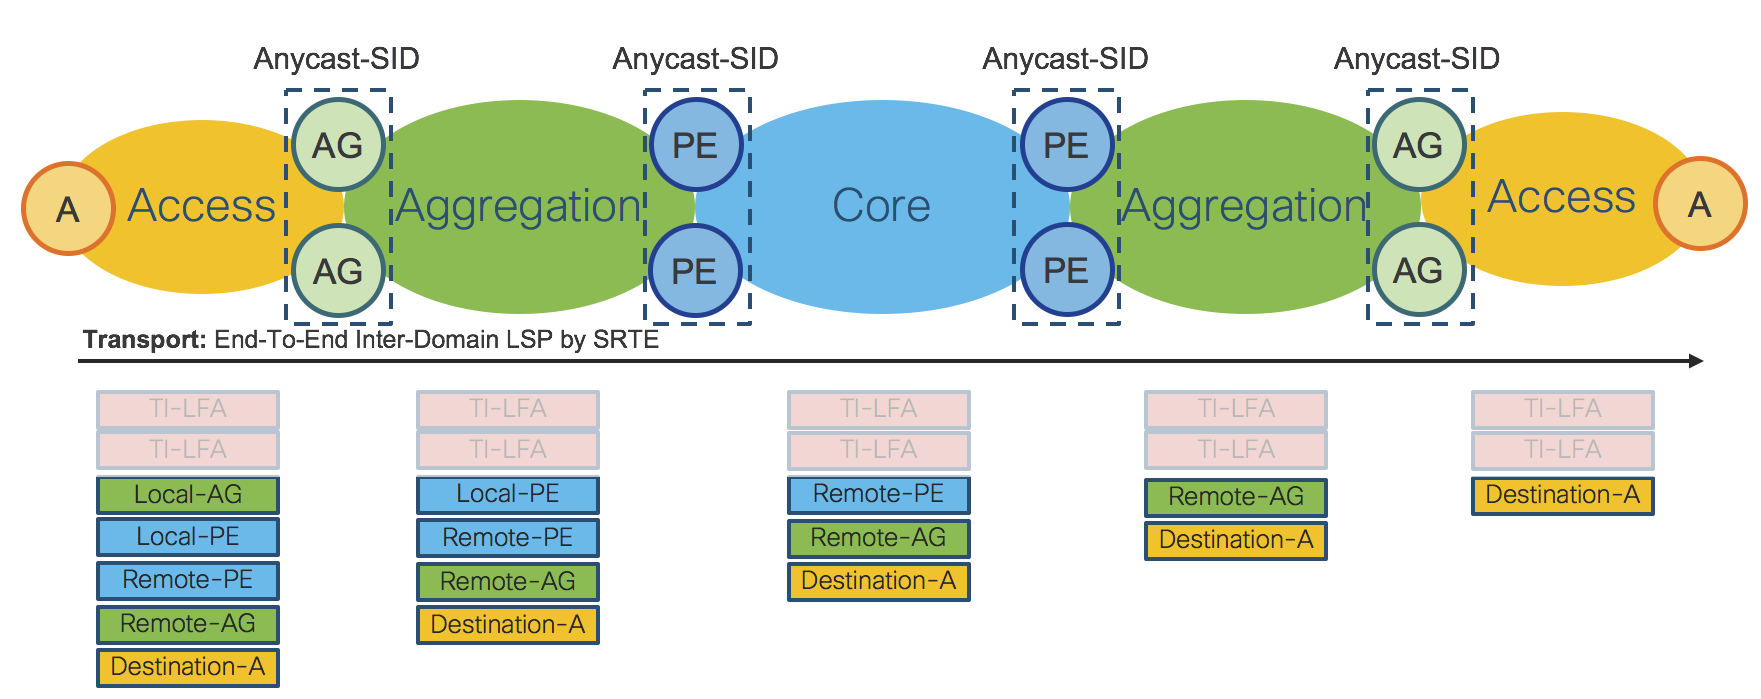 Anycast-SID
Anycast-SID
Anycast-SID
Anycast-SID
AG
PE
PE
AG
A
Access
Aggregation
Core
Aggregation
Access
A
AG
PE
PE
AG
Transport: End-To-End Inter-Domain LSP by SRTE
TI-LFA
TI-LFA
Local-AG
Local-PE
Remote-PE
Remote-AG
Destination-A
TI-LFA
TI-LFA
Local-PE
Remote-PE
Remote-AG
Destination-A
TI-LFA
TI-LFA
Remote-PE
Remote-AG
Destination-A
TI-LFA
TI-LFA
Remote-AG
Destination-A
TI-LFA
TI-LFA
Destination-A